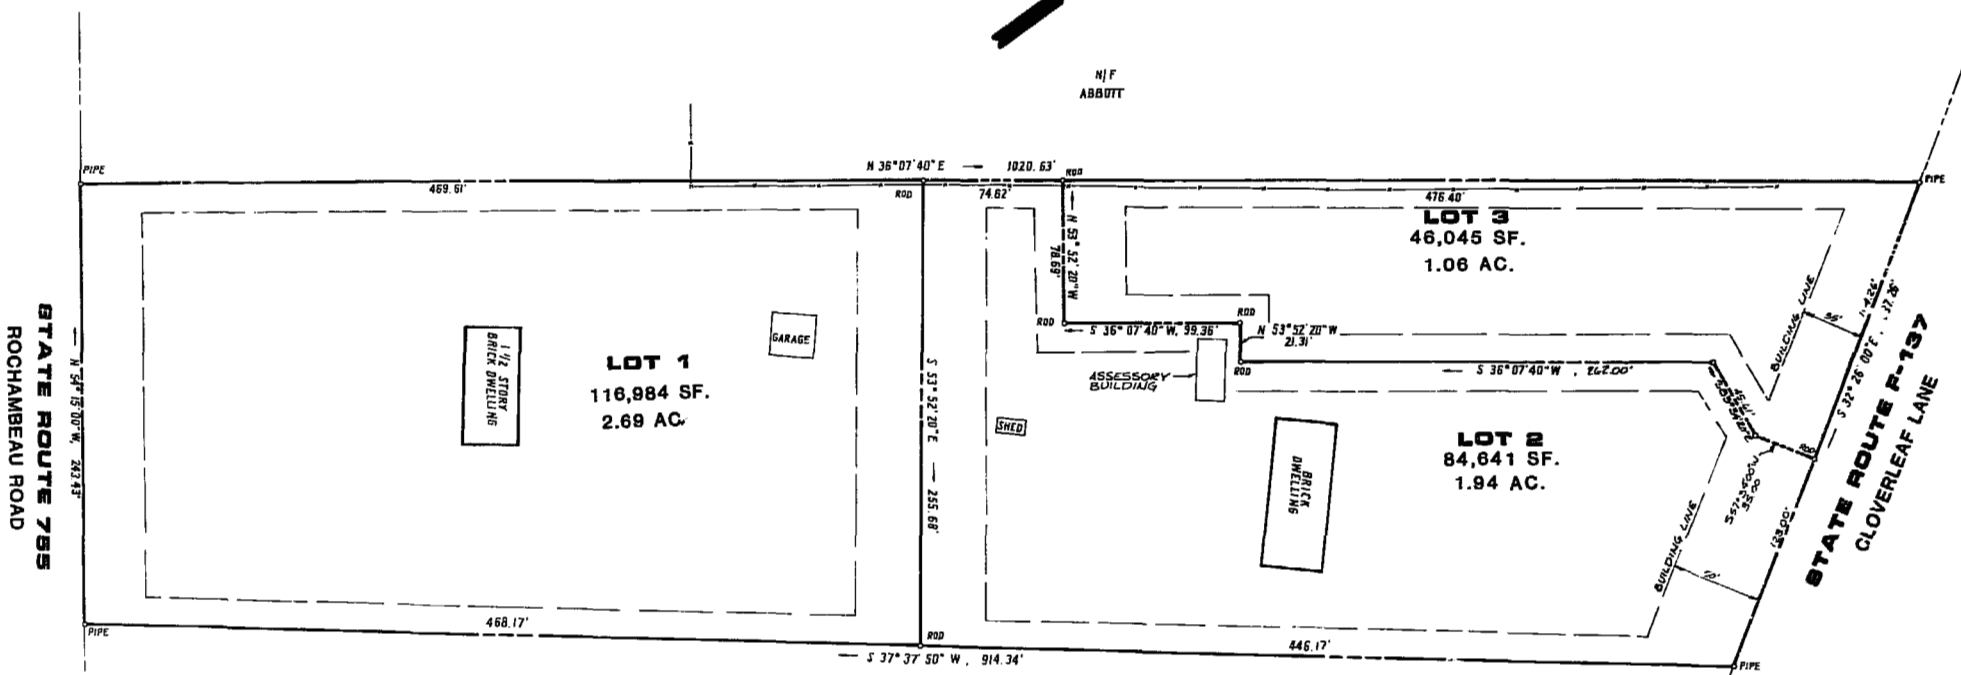 N/F
ABBOTT
N 36°07'40"E 1020.63'
PIPE
469.61'
ROD
74.62'
ROD
476.40'
PIPE
LOT 3
46,045 SF.
1.06 AC.
N 53°52'20"W
78.69'
ROD
S 36°07'40"W, 99.36'
ROD
N 53°52'20"W
21.31'
ROD
S 36°07'40"W, 262.00'
BUILDING LINE
S 32°26'00"E
STATE ROUTE F-137
CLOVERLEAF LANE
STATE ROUTE 755
ROCHAMBEAU ROAD
N 54°15'00"W, 243.43'
1 1/2 STORY
BRICK DWELLING
GARAGE
LOT 1
116,984 SF.
2.69 AC.
S 53°52'20"E 255.68'
ASSESSORY
BUILDING
SHED
BRICK
DWELLING
LOT 2
84,641 SF.
1.94 AC.
35.00
BUILDING LINE
PIPE
468.17'
ROD
S 37°37'50"W, 914.34'
446.17'
PIPE